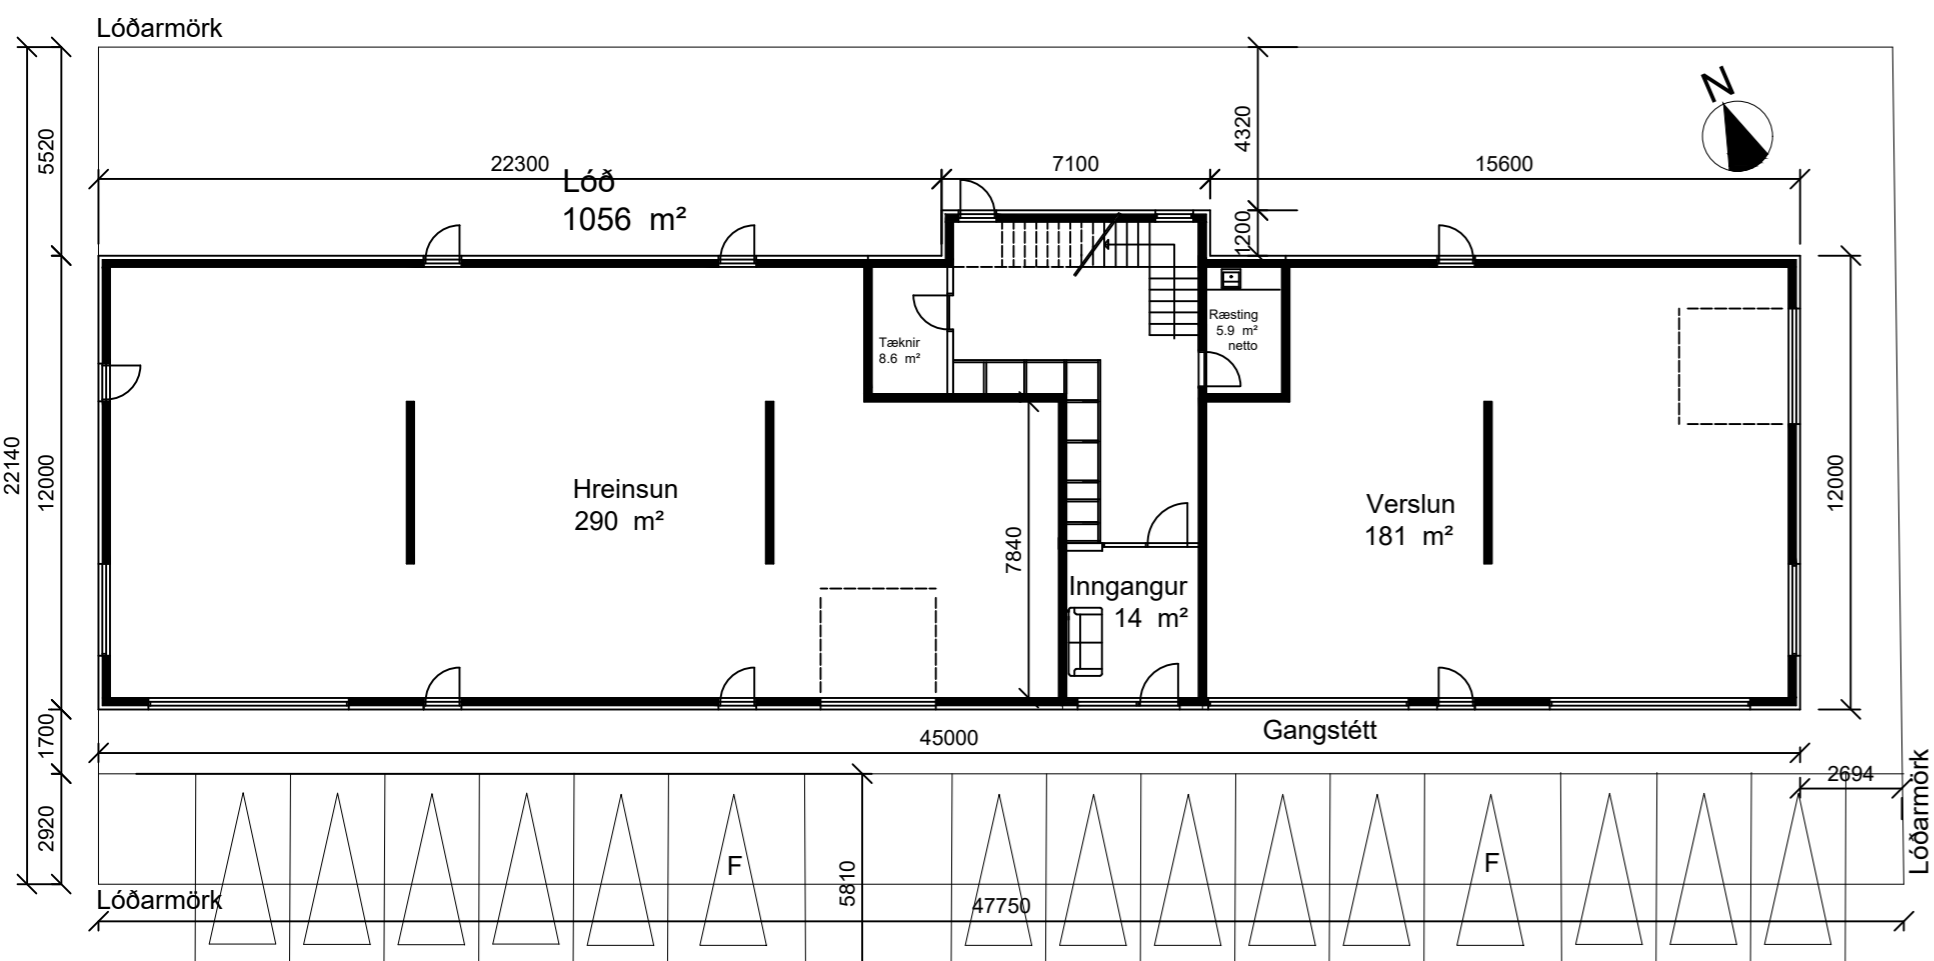 Lóðarmörk
N
5520
4320
22300
7100
15600
Lóð
1056 m²
1200
Ræsting
5.9 m²
netto
Tæknir
8.6 m²
22140
12000
12000
Hreinsun
290 m²
Verslun
181 m²
7840
Inngangur
14 m²
1700
Gangstétt
45000
2694
Lóðarmörk
2920
F
F
5810
Lóðarmörk
47750